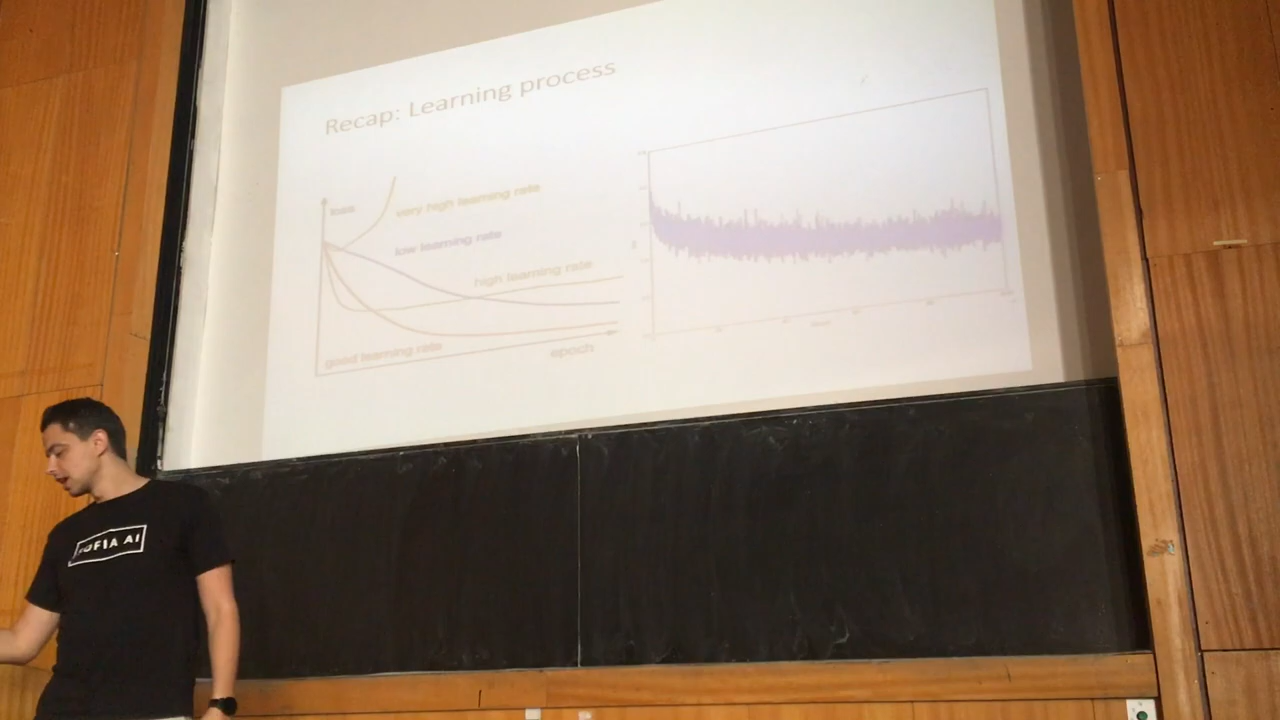 Recap: Learning process
loss
very high learning rate
low learning rate
high learning rate
good learning rate
epoch
SOFIA AI